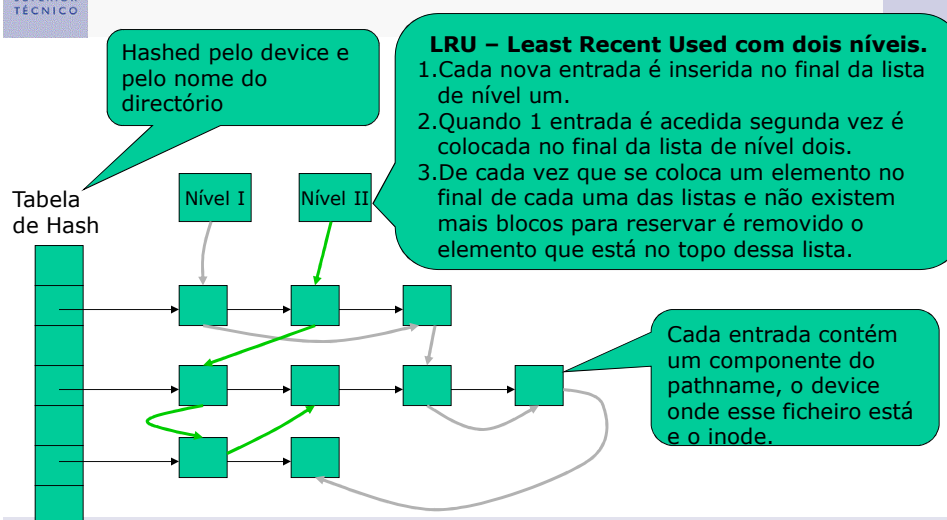 TÉCNICO
Hashed pelo device e
pelo nome do
directório
LRU – Least Recent Used com dois níveis.
1.Cada nova entrada é inserida no final da lista
de nível um.
2.Quando 1 entrada é acedida segunda vez é
colocada no final da lista de nível dois.
3.De cada vez que se coloca um elemento no
final de cada uma das listas e não existem
mais blocos para reservar é removido o
elemento que está no topo dessa lista.
Tabela
de Hash
Nível I
Nível II
Cada entrada contém
um componente do
pathname, o device
onde esse ficheiro está
e o inode.